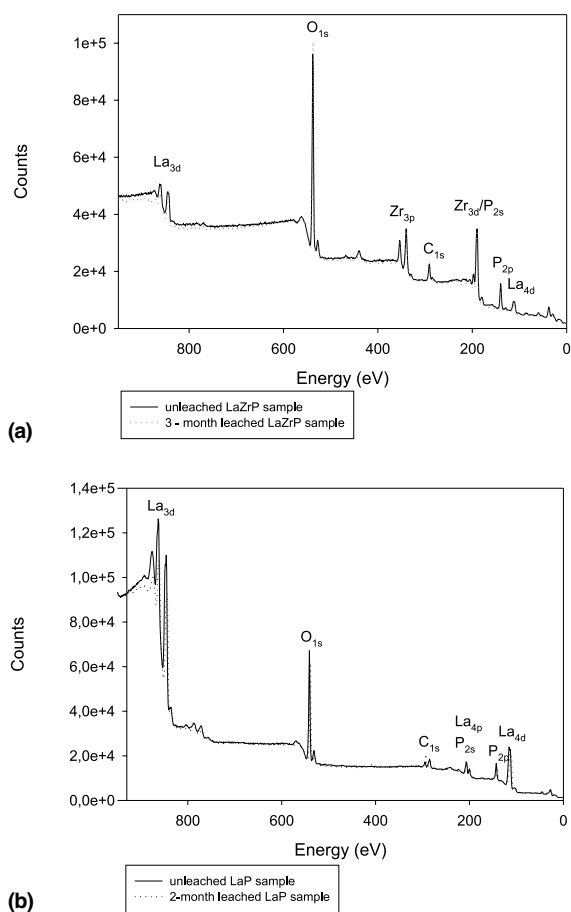 1e+5
O1s
8e+4
6e+4
La3d
4e+4
Zr3p
Zr3d/P2s
C1s
P2p
La4d
2e+4
0e+0
Counts
800 600 400 200 0
Energy (eV)
unleached LaZrP sample
3 - month leached LaZrP sample
(a)
1,4e+5
La3d
1,2e+5
1,0e+5
8,0e+4
O1s
6,0e+4
4,0e+4
La4p La4d
C1s P2s P2p
2,0e+4
0,0e+0
Counts
800 600 400 200 0
Energy (eV)
unleached LaP sample
2-month leached LaP sample
(b)